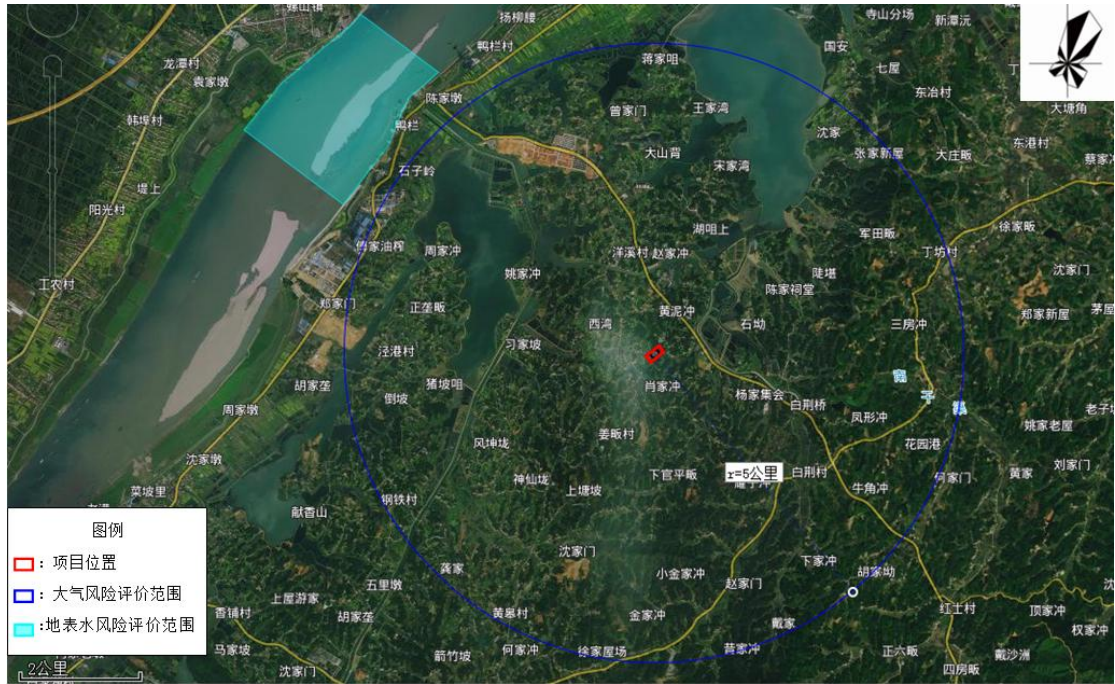 扬柳腰
寺山分场
新潭沅
龙潭村
鸭栏村
国安
袁家墩
蒋家咀
七屋
东冶村
陈家墩
曾家门
王家湾
大塘角
韩埠村
鸭栏
沈家
东港村
大山背
张家新屋
大庄畈
宋家湾
石子岭
堤上
阳光村
湖咀上
军田畈
徐家畈
傅家油榨
周家冲
洋溪村
赵家冲
丁坊村
姚家冲
陡堪
沈家门
工农村
陈家祠堂
郑家门
正垄畈
黄泥冲
石坳
三房冲
郑家新屋
西湾
习家坡
泾港村
猪坡咀
胡家垄
肖家冲
杨家集会
倒坡
白荆桥
周家墩
凤形冲
姚家老屋
姜畈村
风坤垅
花园港
沈家墩
r=5公里
白荆村
下官平畈
何家门
黄家
刘家门
神仙垅
上塘坡
牛角冲
菜坡里
钢铁村
献香山
图例
：项目位置
：大气风险评价范围
：地表水风险评价范围
沈家门
下家冲
胡家坳
龚家
小金家冲
赵家门
五里墩
上屋游家
红士村
香铺村
胡家垄
黄皋村
金家冲
顶家冲
戴家
权家冲
马家坡
何家冲
徐家屋场
昔家冲
正六畈
戴沙洲
箭竹坡
沈家门
四房畈
2公里